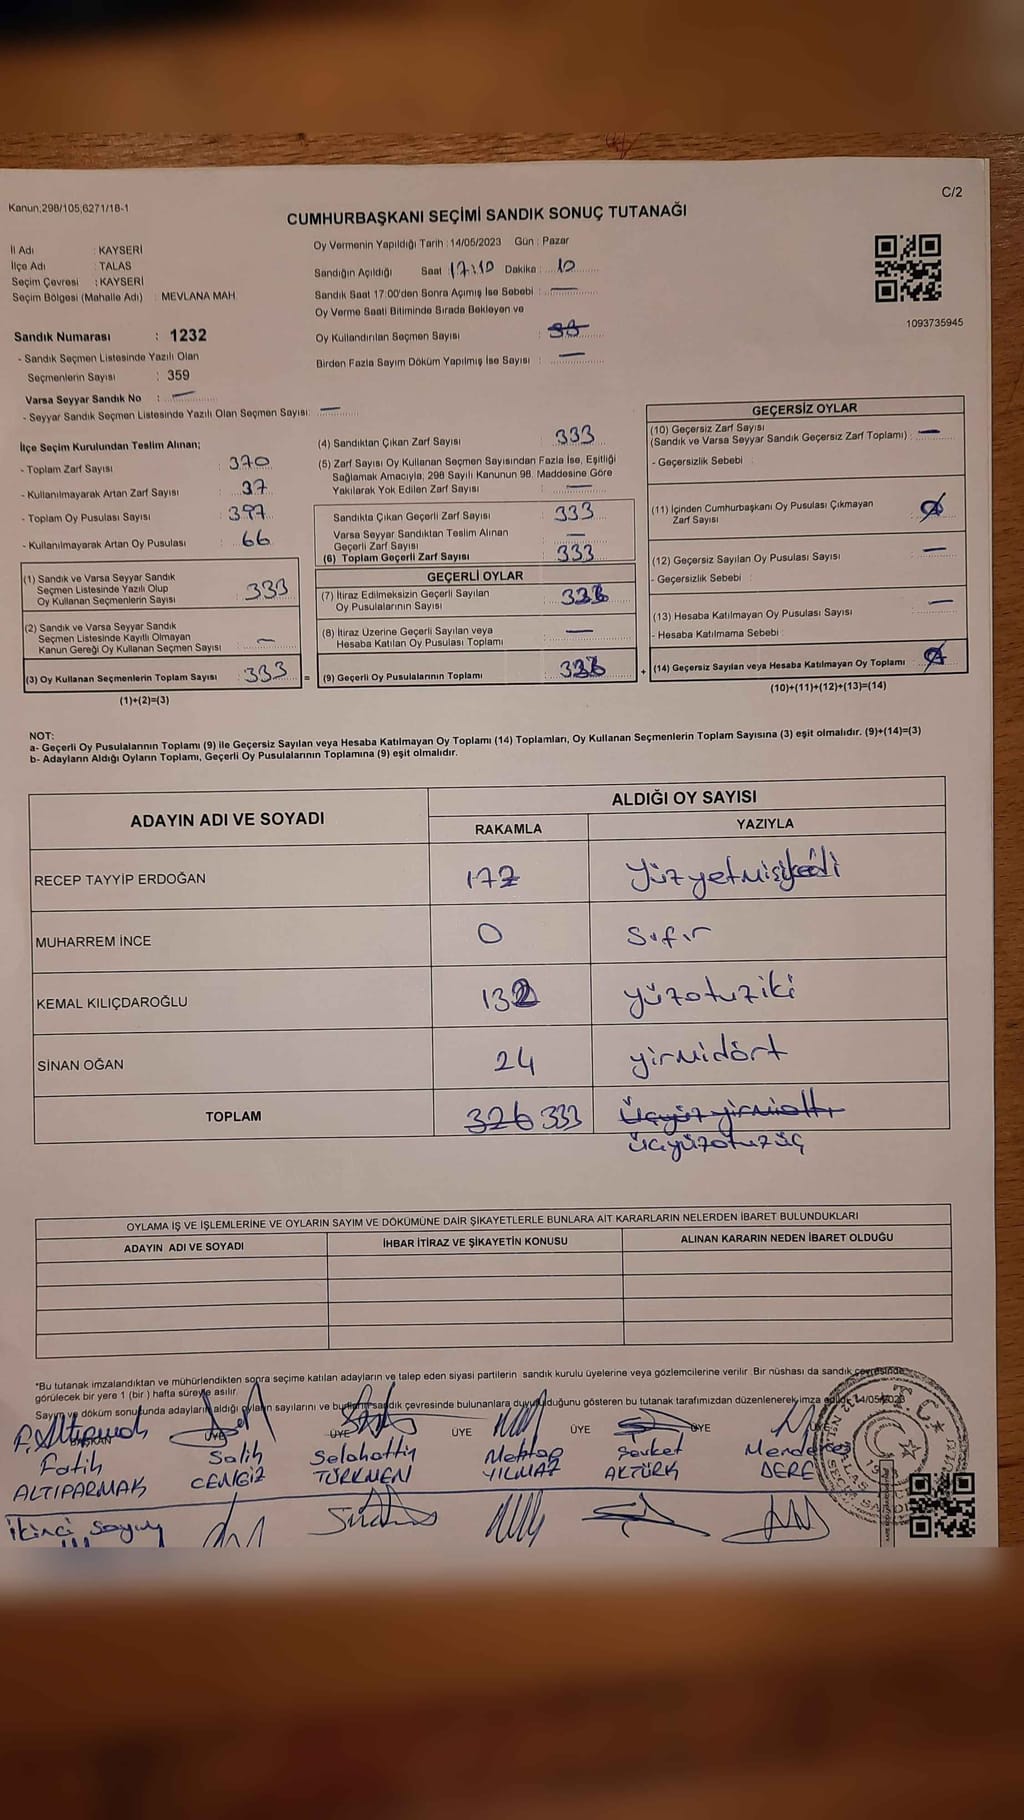 C/2
Kanun;298/105;6271/18-1
CUMHURBAŞKANI SEÇİMİ SANDIK SONUÇ TUTANAĞI
İl Adı : KAYSERİ
İlçe Adı : TALAS
Seçim Çevresi : KAYSERİ
Seçim Bölgesi (Mahalle Adı) : MEVLANA MAH
Oy Vermenin Yapıldığı Tarih : 14/05/2023 Gün : Pazar
Sandığın Açıldığı Saat 17:10 Dakika : 10
Sandık Saat 17:00'den Sonra Açımış İse Sebebi : —
Oy Verme Saati Bitiminde Sırada Bekleyen ve
Oy Kullandırılan Seçmen Sayısı :
Birden Fazla Sayım Döküm Yapılmış İse Sayısı : —
1093735945
Sandık Numarası : 1232
- Sandık Seçmen Listesinde Yazılı Olan
Seçmenlerin Sayısı : 359
Varsa Seyyar Sandık No : —
- Seyyar Sandık Seçmen Listesinde Yazılı Olan Seçmen Sayısı: —
İlçe Seçim Kurulundan Teslim Alınan;
- Toplam Zarf Sayısı : 370
- Kullanılmayarak Artan Zarf Sayısı : 37
- Toplam Oy Pusulası Sayısı : 397
- Kullanılmayarak Artan Oy Pusulası : 66
(1) Sandık ve Varsa Seyyar Sandık
Seçmen Listesinde Yazılı Olup
Oy Kullanan Seçmenlerin Sayısı : 333
(2) Sandık ve Varsa Seyyar Sandık
Seçmen Listesinde Kayıtlı Olmayan
Kanun Gereği Oy Kullanan Seçmen Sayısı : —
(3) Oy Kullanan Seçmenlerin Toplam Sayısı : 333
(1)+(2)=(3)
(4) Sandıktan Çıkan Zarf Sayısı : 333
(5) Zarf Sayısı Oy Kullanan Seçmen Sayısından Fazla İse, Eşitliği
Sağlamak Amacıyla, 298 Sayılı Kanunun 98. Maddesine Göre
Yakılarak Yok Edilen Zarf Sayısı : —
Sandıkta Çıkan Geçerli Zarf Sayısı : 333
Varsa Seyyar Sandıktan Teslim Alınan
Geçerli Zarf Sayısı : —
(6) Toplam Geçerli Zarf Sayısı : 333
GEÇERLİ OYLAR
(7) İtiraz Edilmeksizin Geçerli Sayılan
Oy Pusulalarının Sayısı :
(8) İtiraz Üzerine Geçerli Sayılan veya
Hesaba Katılan Oy Pusulası Toplamı : —
(9) Geçerli Oy Pusulalarının Toplamı :
GEÇERSİZ OYLAR
(10) Geçersiz Zarf Sayısı
(Sandık ve Varsa Seyyar Sandık Geçersiz Zarf Toplamı) : —
- Geçersizlik Sebebi :
(11) İçinden Cumhurbaşkanı Oy Pusulası Çıkmayan
Zarf Sayısı :
(12) Geçersiz Sayılan Oy Pusulası Sayısı : —
- Geçersizlik Sebebi :
(13) Hesaba Katılmayan Oy Pusulası Sayısı : —
- Hesaba Katılmama Sebebi :
(14) Geçersiz Sayılan veya Hesaba Katılmayan Oy Toplamı :
(10)+(11)+(12)+(13)=(14)
NOT:
a- Geçerli Oy Pusulalarının Toplamı (9) ile Geçersiz Sayılan veya Hesaba Katılmayan Oy Toplamı (14) Toplamları, Oy Kullanan Seçmenlerin Toplam Sayısına (3) eşit olmalıdır. (9)+(14)=(3)
b- Adayların Aldığı Oyların Toplamı, Geçerli Oy Pusulalarının Toplamına (9) eşit olmalıdır.
ADAYIN ADI VE SOYADI
ALDIĞI OY SAYISI
RAKAMLA YAZIYLA
RECEP TAYYİP ERDOĞAN 177
MUHARREM İNCE 0 Sıfır
KEMAL KILIÇDAROĞLU 132 yüzotuziki
SİNAN OĞAN 24 yirmidört
TOPLAM 326 333 Üçyüzyirmialtı
üçyüzotuzüç
OYLAMA İŞ VE İŞLEMLERİNE VE OYLARIN SAYIM VE DÖKÜMÜNE DAİR ŞİKAYETLERLE BUNLARA AİT KARARLARIN NELERDEN İBARET BULUNDUKLARI
ADAYIN ADI VE SOYADI İHBAR İTİRAZ VE ŞİKAYETİN KONUSU ALINAN KARARIN NEDEN İBARET OLDUĞU
*Bu tutanak imzalandıktan ve mühürlendikten sonra seçime katılan adayların ve talep eden siyasi partilerin sandık kurulu üyelerine veya gözlemcilerine verilir. Bir nüshası da sandık çevresinde
görülecek bir yere 1 (bir ) hafta süreyle asılır.
Sayım ve döküm sonucunda adayların aldığı oyların sayılarını ve bunların sandık çevresinde bulunanlara duyurulduğunu gösteren bu tutanak tarafımızdan düzenlenerek imza edildi. 14/05/2023
BAŞKAN ÜYE ÜYE ÜYE ÜYE ÜYE
Fatih Salih Selahattin Mehtap Şevket Menderes
ALTIPARMAK CENGİZ TÜRKMEN YILMAZ AKTÜRK DERE
İkinci Sayım